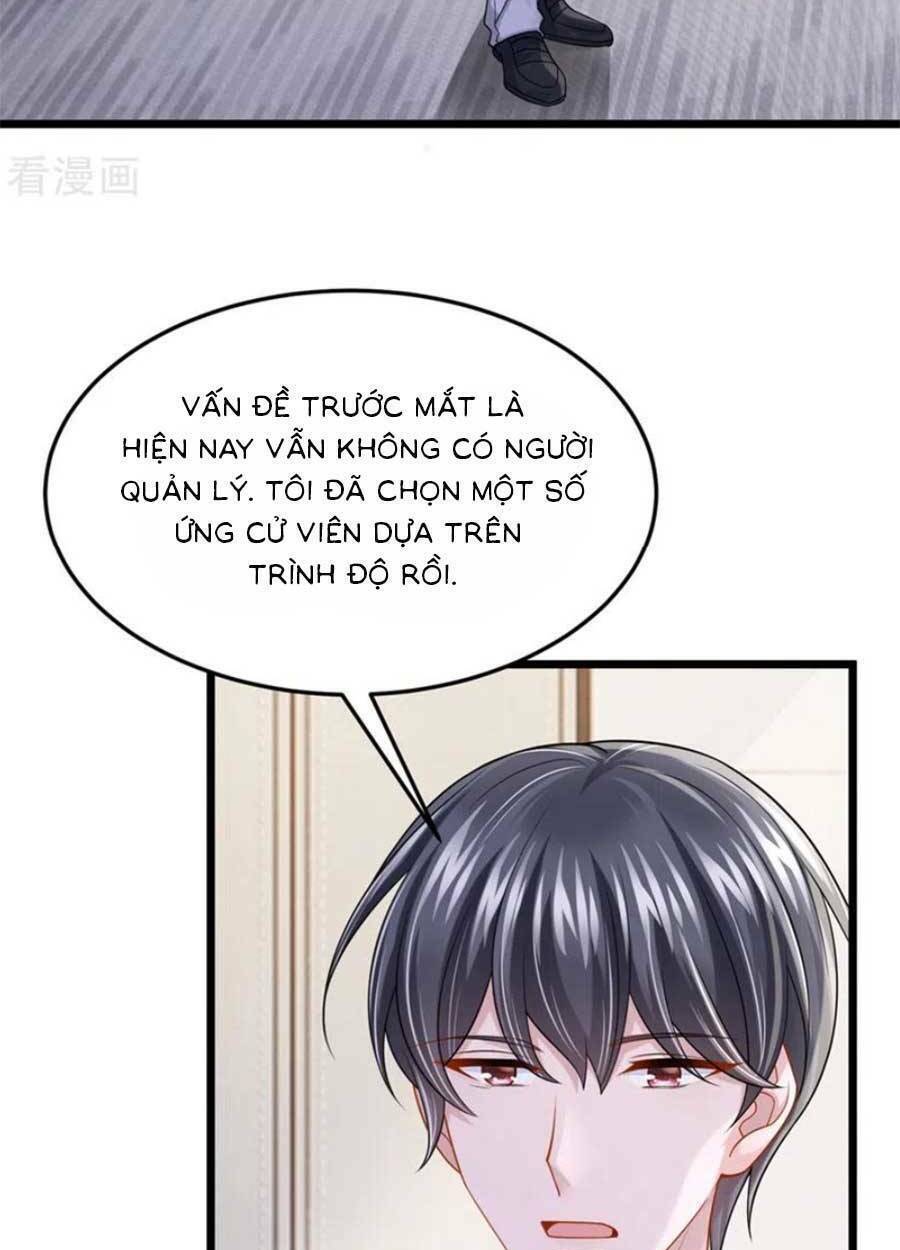 看漫画
VẤN ĐỀ TRƯỚC MẮT LÀ
HIỆN NAY VẪN KHÔNG CÓ NGƯỜI
QUẢN LÝ. TÔI ĐÃ CHỌN MỘT SỐ
ỨNG CỬ VIÊN DỰA TRÊN
TRÌNH ĐỘ RỒI.